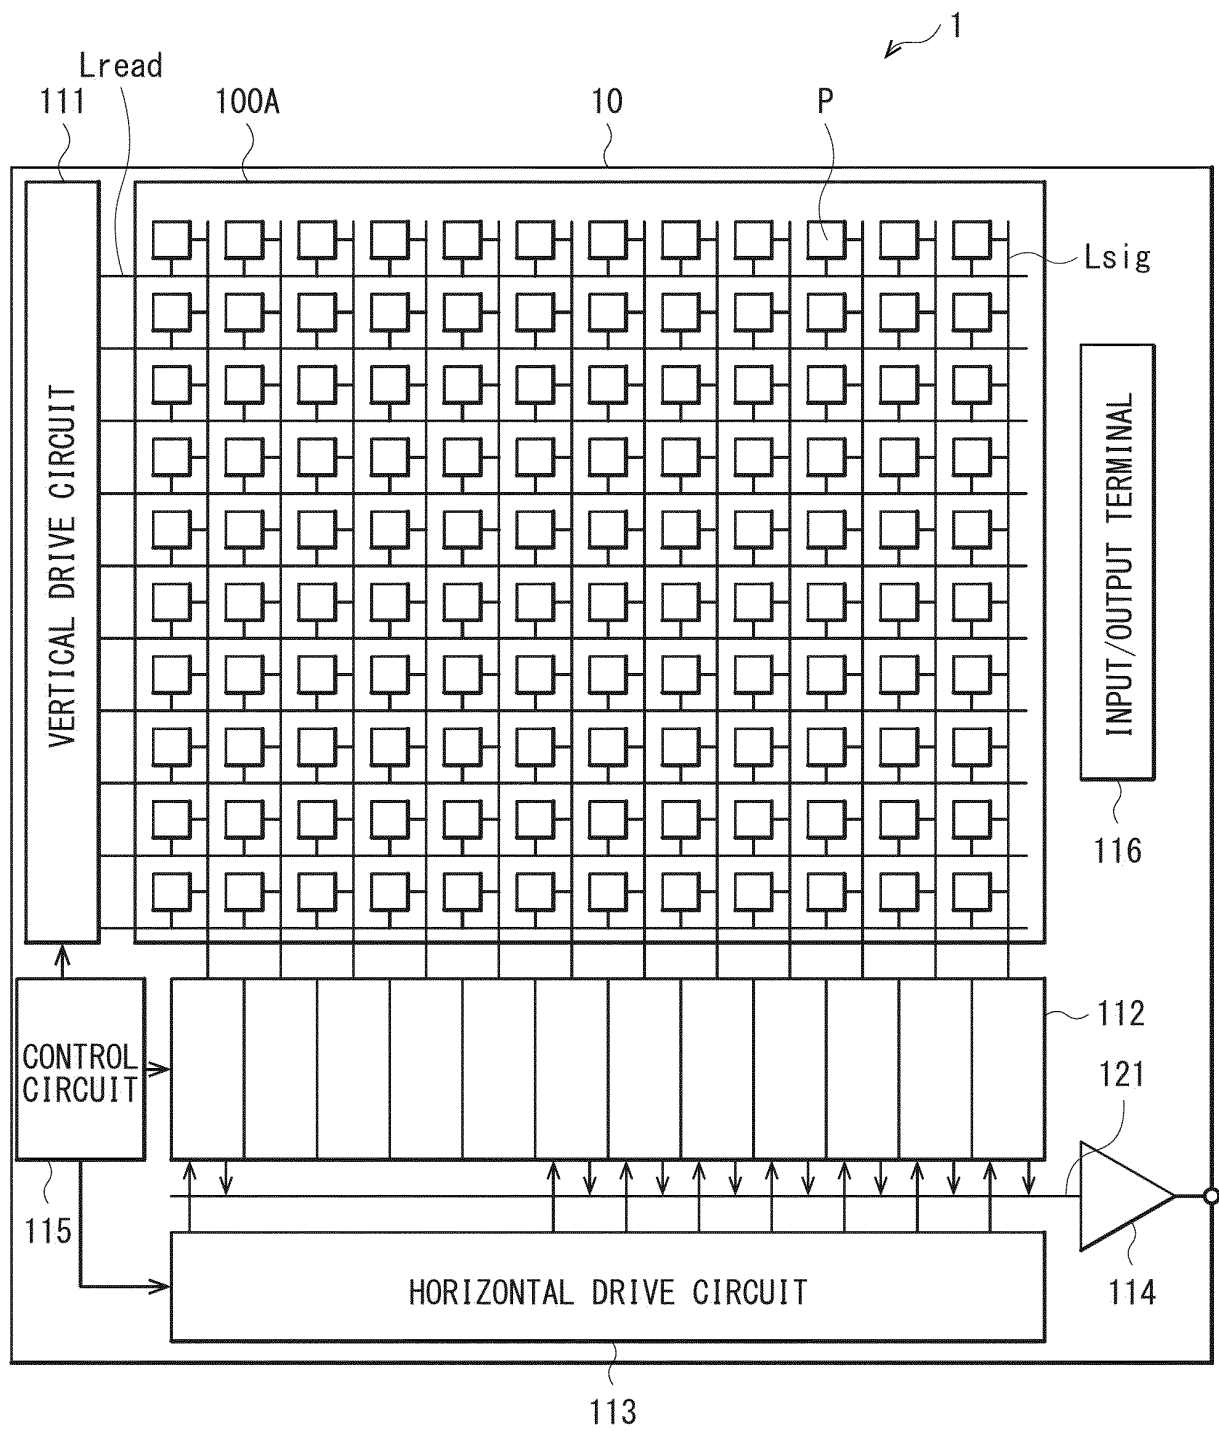 1
Lread
111
100A
10
P
Lsig
VERTICAL DRIVE CIRCUIT
INPUT/OUTPUT TERMINAL
116
CONTROL
CIRCUIT
112
121
115
114
HORIZONTAL DRIVE CIRCUIT
113